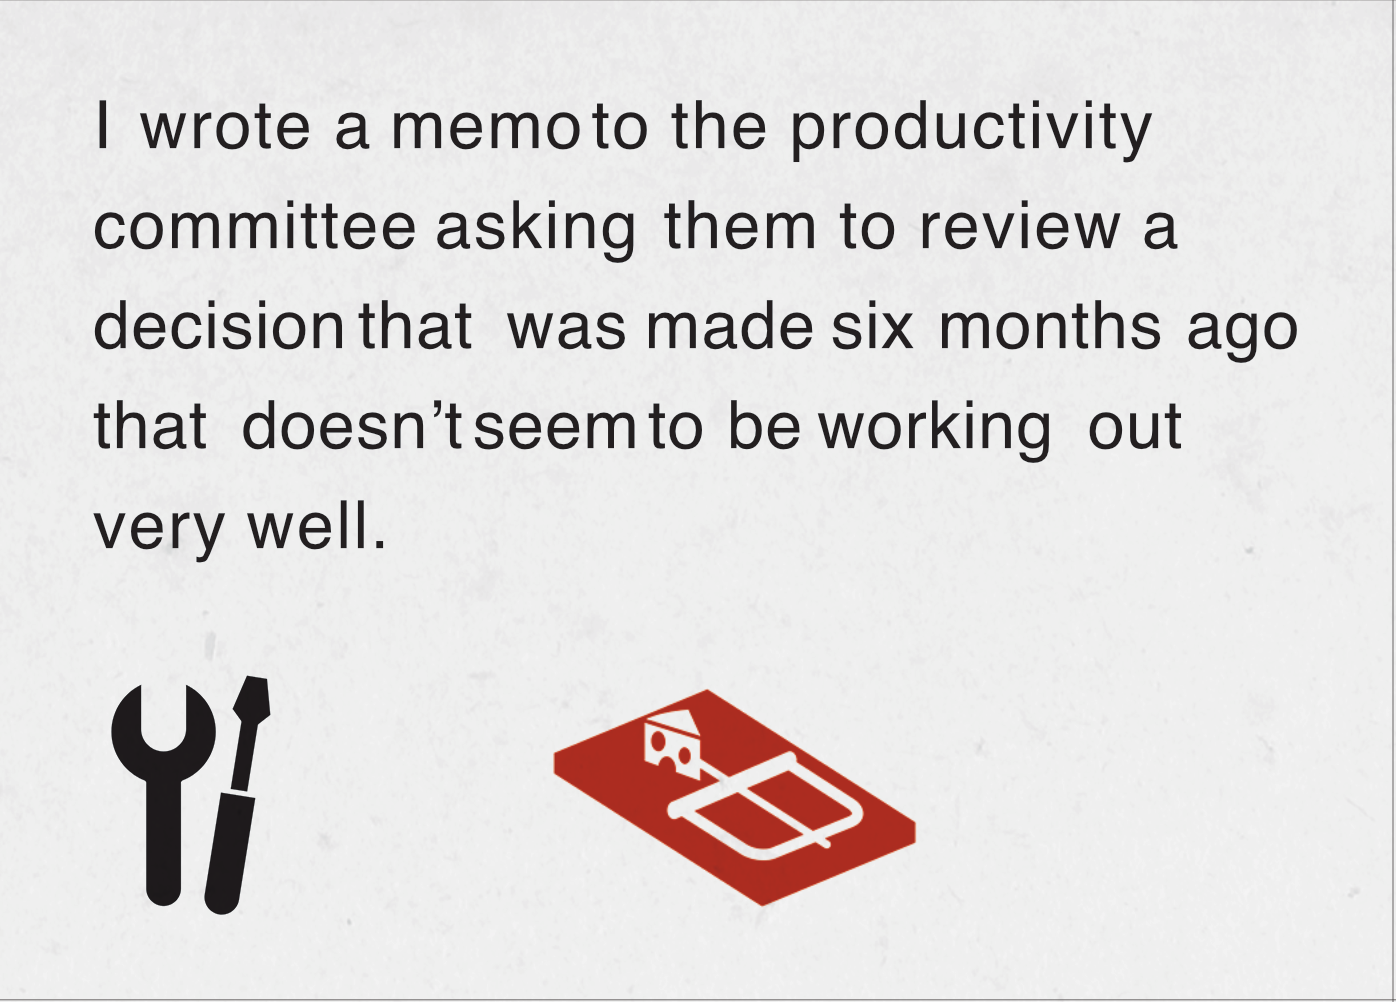 I wrote a memo to the productivity
committee asking them to review a
decision that was made six months ago
that doesn’t seem to be working out
very well.